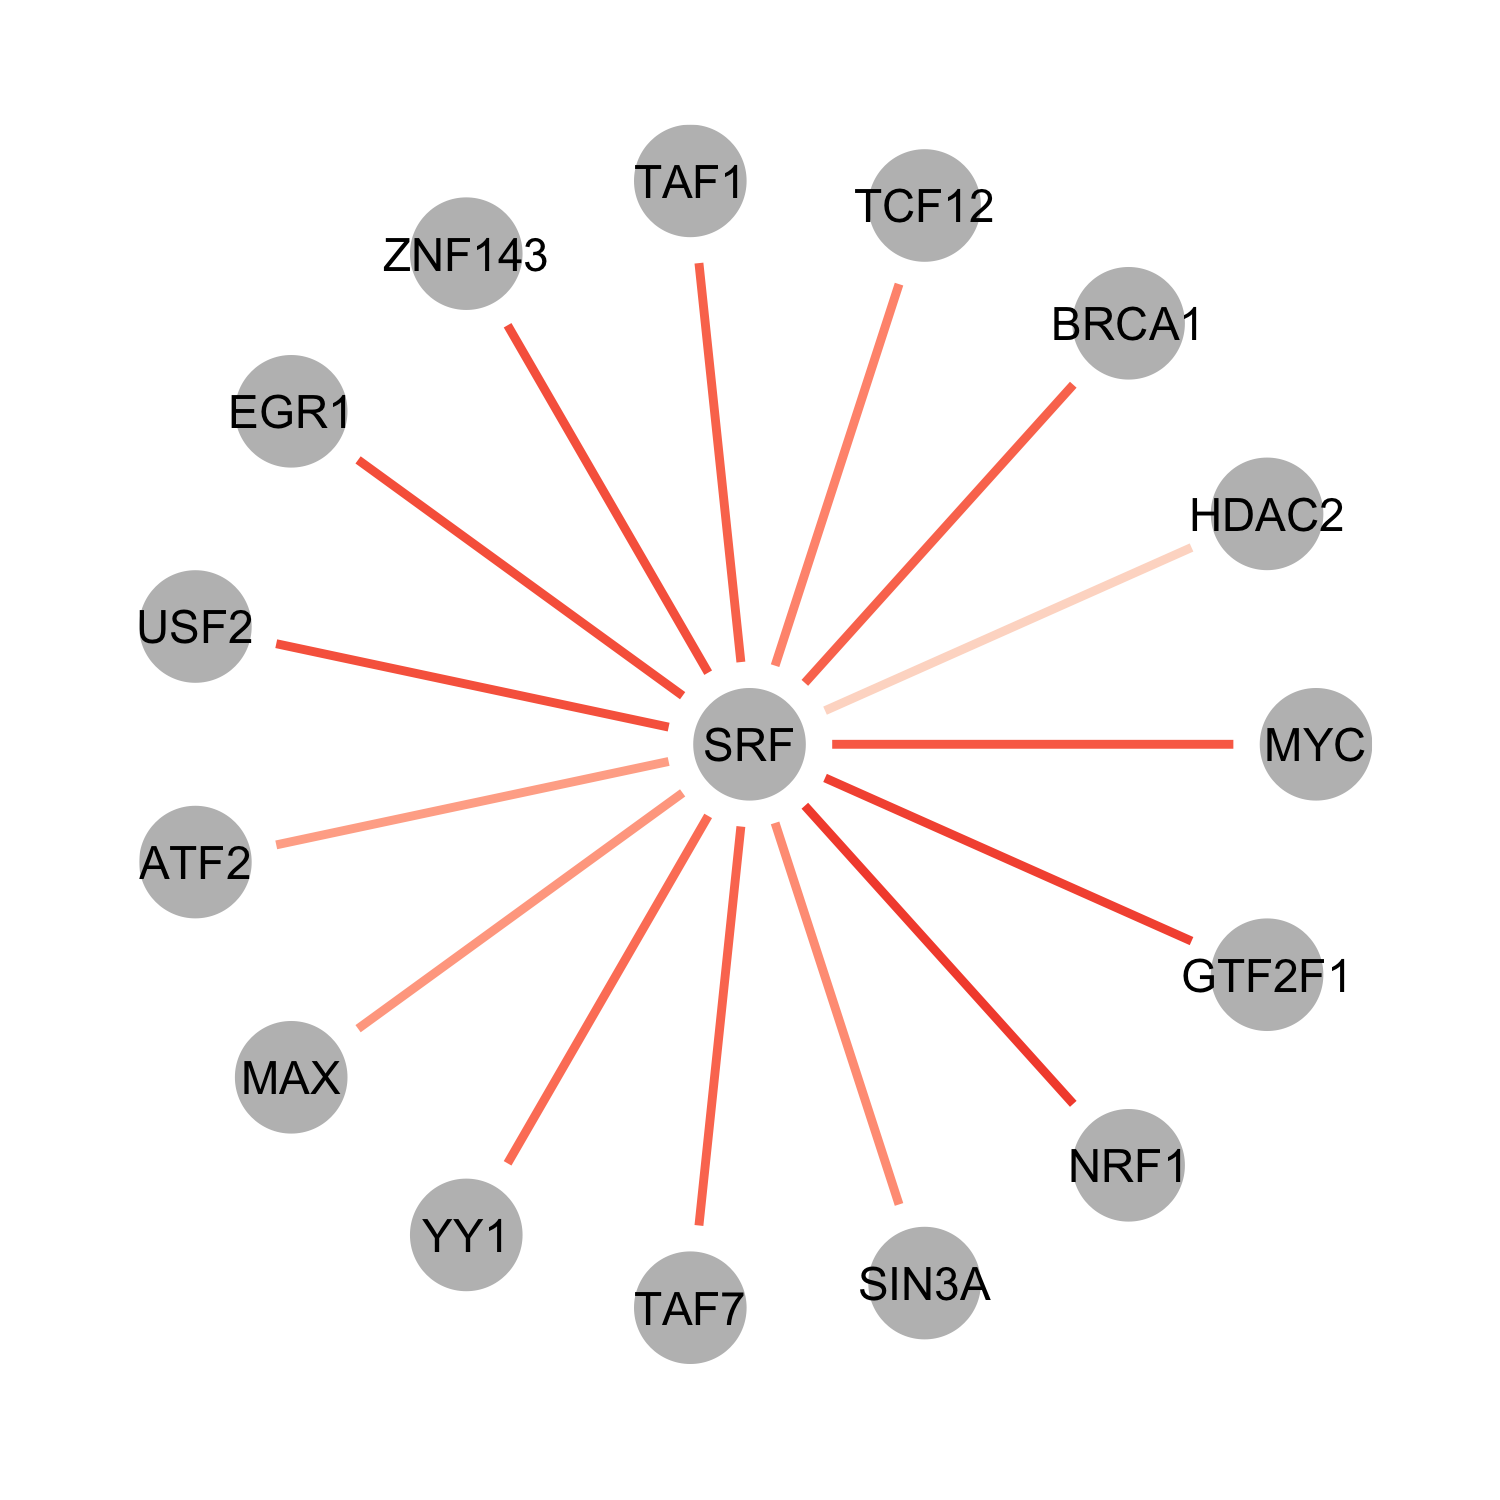 TAF1
TCF12
ZNF143
BRCA1
EGR1
HDAC2
USF2
SRF
MYC
ATF2
GTF2F1
MAX
NRF1
YY1
SIN3A
TAF7